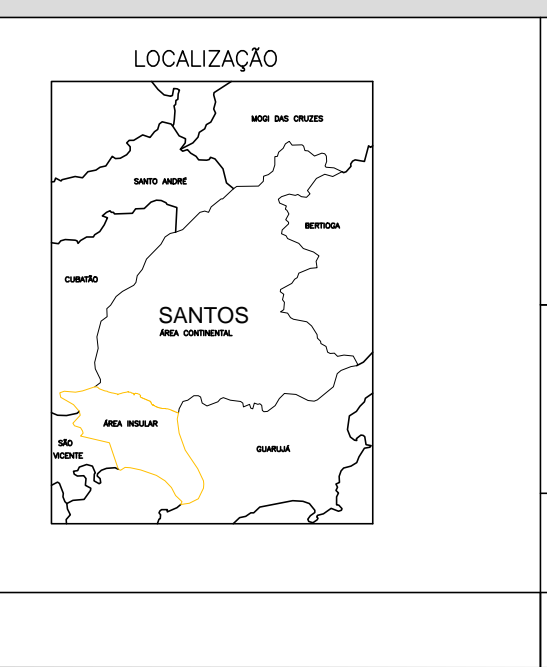 LOCALIZAÇÃO
MOGI DAS CRUZES
SANTO ANDRÉ
BERTIOGA
CUBATÃO
SANTOS
ÁREA CONTINENTAL
ÁREA INSULAR
SÃO
VICENTE
GUARUJÁ